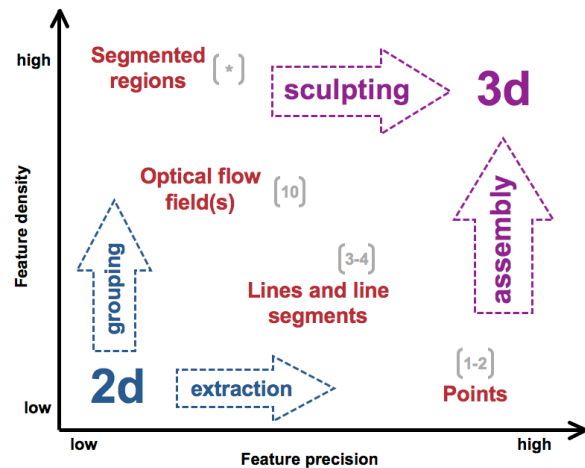 high
Segmented
regions
[*]
sculpting
3d
Optical flow
field(s)
[10]
Feature density
grouping
[3-4]
Lines and line
segments
assembly
2d
extraction
[1-2]
Points
low
low
high
Feature precision